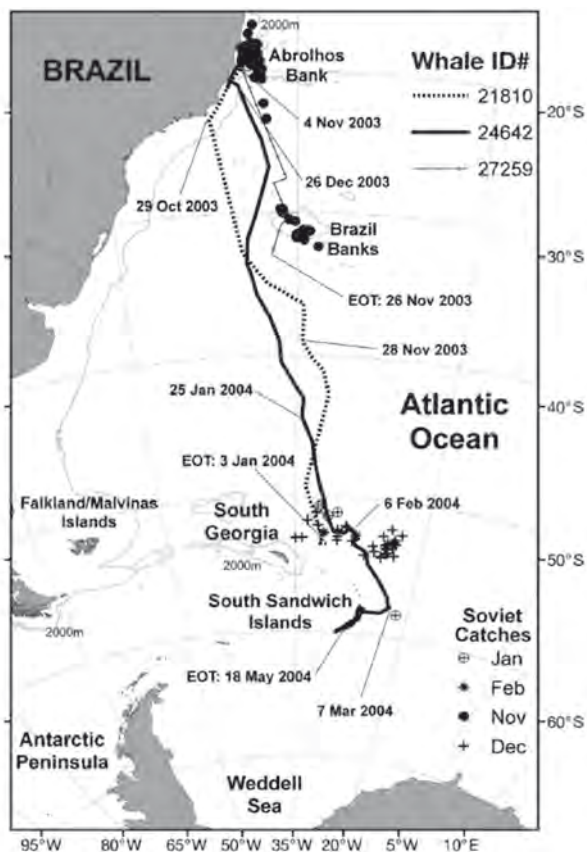 2000m
BRAZIL
Abrolhos
Bank
Whale ID#
21810
24642
27259
20°S
4 Nov 2003
26 Dec 2003
29 Oct 2003
Brazil
Banks
30°S
EOT: 26 Nov 2003
28 Nov 2003
25 Jan 2004
40°S
Atlantic
Ocean
EOT: 3 Jan 2004
6 Feb 2004
Falkland/Malvinas
Islands
South
Georgia
2000m
50°S
South Sandwich
Islands
2000m
Soviet
Catches
Jan
Feb
Nov
Dec
EOT: 18 May 2004
7 Mar 2004
60°S
Antarctic
Peninsula
Weddell
Sea
95°W
80°W
65°W
50°W
35°W
20°W
5°W
10°E